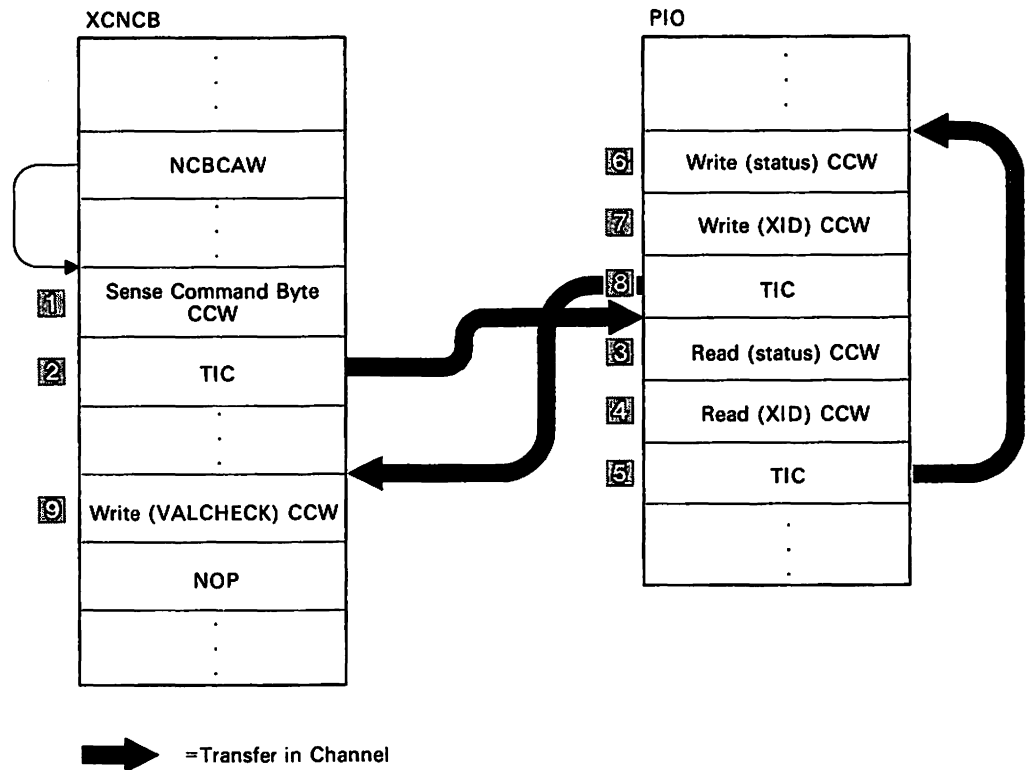 XCNCB
NCBCAW
1 Sense Command Byte
CCW
2 TIC
9 Write (VALCHECK) CCW
NOP
PIO
6 Write (status) CCW
7 Write (XID) CCW
8 TIC
3 Read (status) CCW
4 Read (XID) CCW
5 TIC
=Transfer in Channel